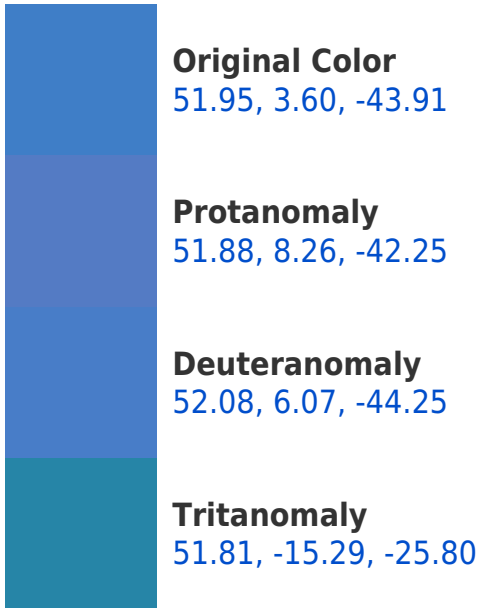 Original Color
51.95, 3.60, -43.91
Protanomaly
51.88, 8.26, -42.25
Deuteranomaly
52.08, 6.07, -44.25
Tritanomaly
51.81, -15.29, -25.80